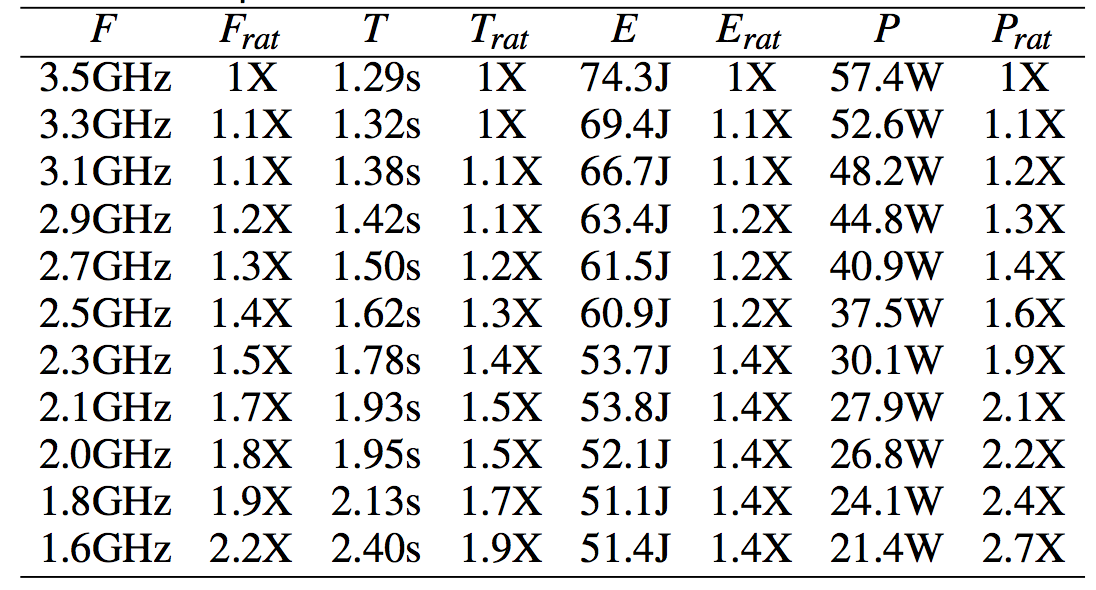 F F_rat T T_rat E E_rat P P_rat
3.5GHz 1X 1.29s 1X 74.3J 1X 57.4W 1X
3.3GHz 1.1X 1.32s 1X 69.4J 1.1X 52.6W 1.1X
3.1GHz 1.1X 1.38s 1.1X 66.7J 1.1X 48.2W 1.2X
2.9GHz 1.2X 1.42s 1.1X 63.4J 1.2X 44.8W 1.3X
2.7GHz 1.3X 1.50s 1.2X 61.5J 1.2X 40.9W 1.4X
2.5GHz 1.4X 1.62s 1.3X 60.9J 1.2X 37.5W 1.6X
2.3GHz 1.5X 1.78s 1.4X 53.7J 1.4X 30.1W 1.9X
2.1GHz 1.7X 1.93s 1.5X 53.8J 1.4X 27.9W 2.1X
2.0GHz 1.8X 1.95s 1.5X 52.1J 1.4X 26.8W 2.2X
1.8GHz 1.9X 2.13s 1.7X 51.1J 1.4X 24.1W 2.4X
1.6GHz 2.2X 2.40s 1.9X 51.4J 1.4X 21.4W 2.7X